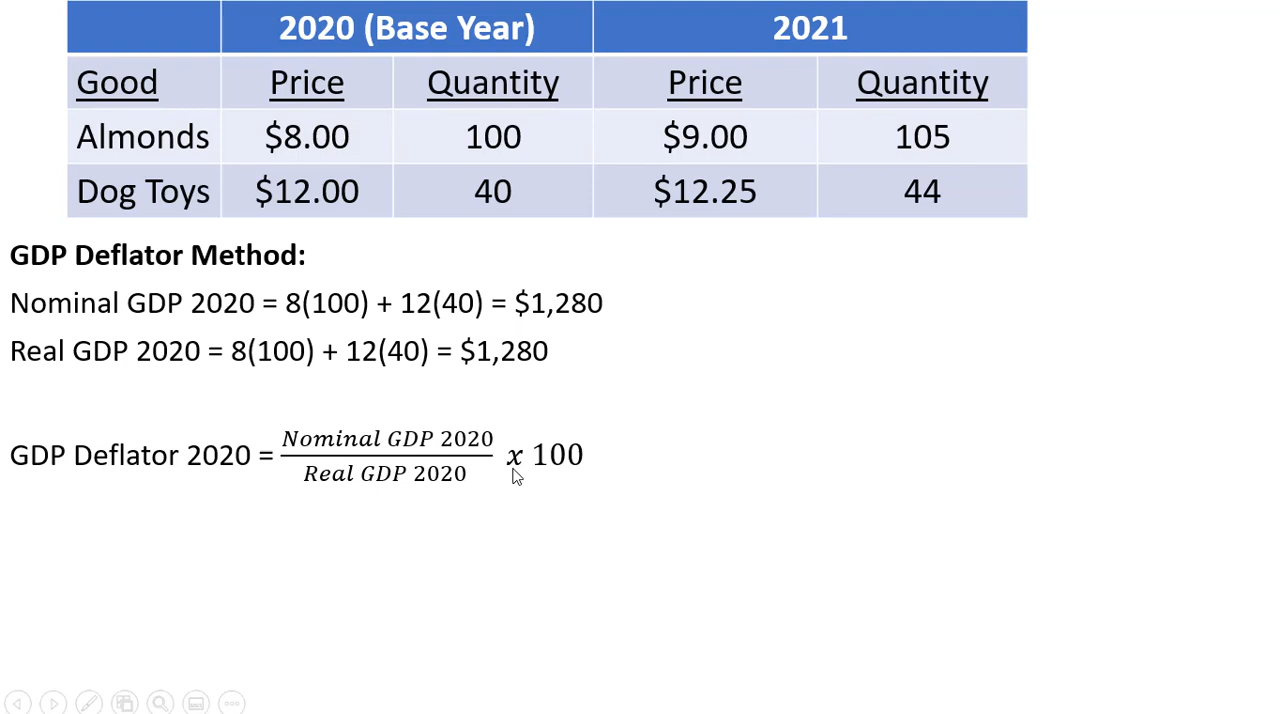 2020 (Base Year) 2021
Good Price Quantity Price Quantity
Almonds $8.00 100 $9.00 105
Dog Toys $12.00 40 $12.25 44
GDP Deflator Method:
Nominal GDP 2020 = 8(100) + 12(40) = $1,280
Real GDP 2020 = 8(100) + 12(40) = $1,280
Nominal GDP 2020
GDP Deflator 2020 = x 100
Real GDP 2020